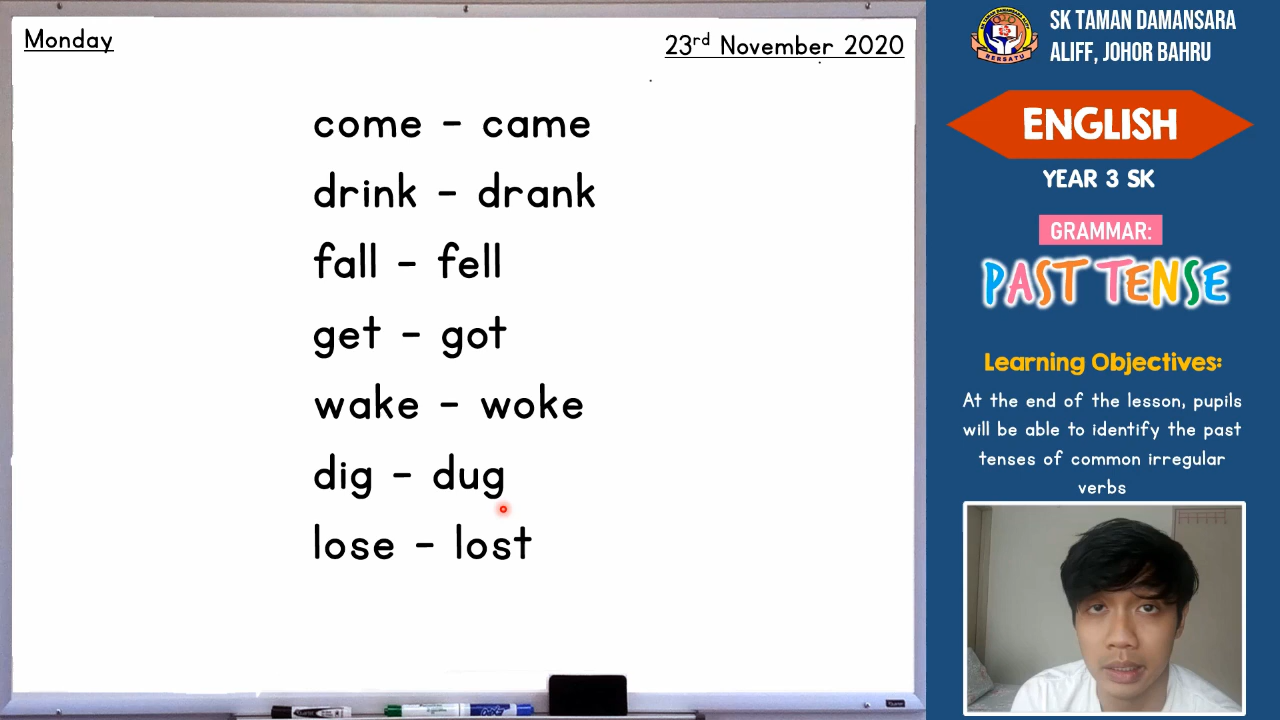 Monday
23rd November 2020
come - came
drink - drank
fall - fell
get - got
wake - woke
dig - dug
lose - lost
SK TAMAN DAMANSARA
ALIFF, JOHOR BAHRU
BERSATU
ENGLISH
YEAR 3 SK
GRAMMAR:
PAST TENSE
Learning Objectives:
At the end of the lesson, pupils
will be able to identify the past
tenses of common irregular
verbs